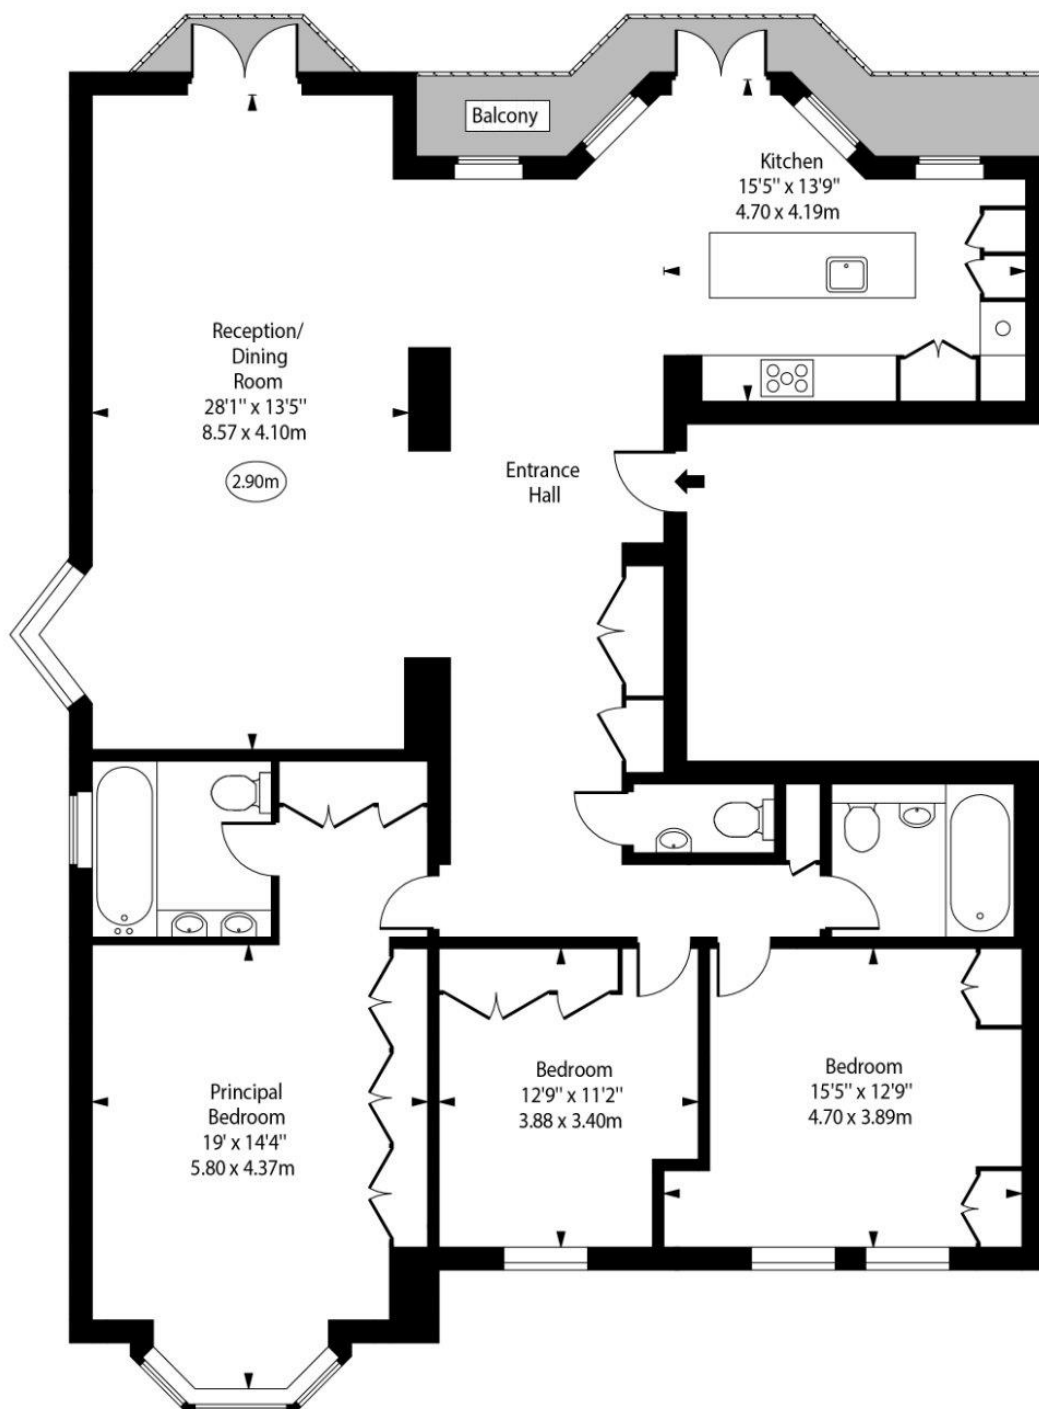 Balcony
Kitchen
15'5" x 13'9"
4.70 x 4.19m
Reception/
Dining
Room
28'1" x 13'5"
8.57 x 4.10m
2.90m
Entrance
Hall
Principal
Bedroom
19' x 14'4"
5.80 x 4.37m
Bedroom
12'9" x 11'2"
3.88 x 3.40m
Bedroom
15'5" x 12'9"
4.70 x 3.89m